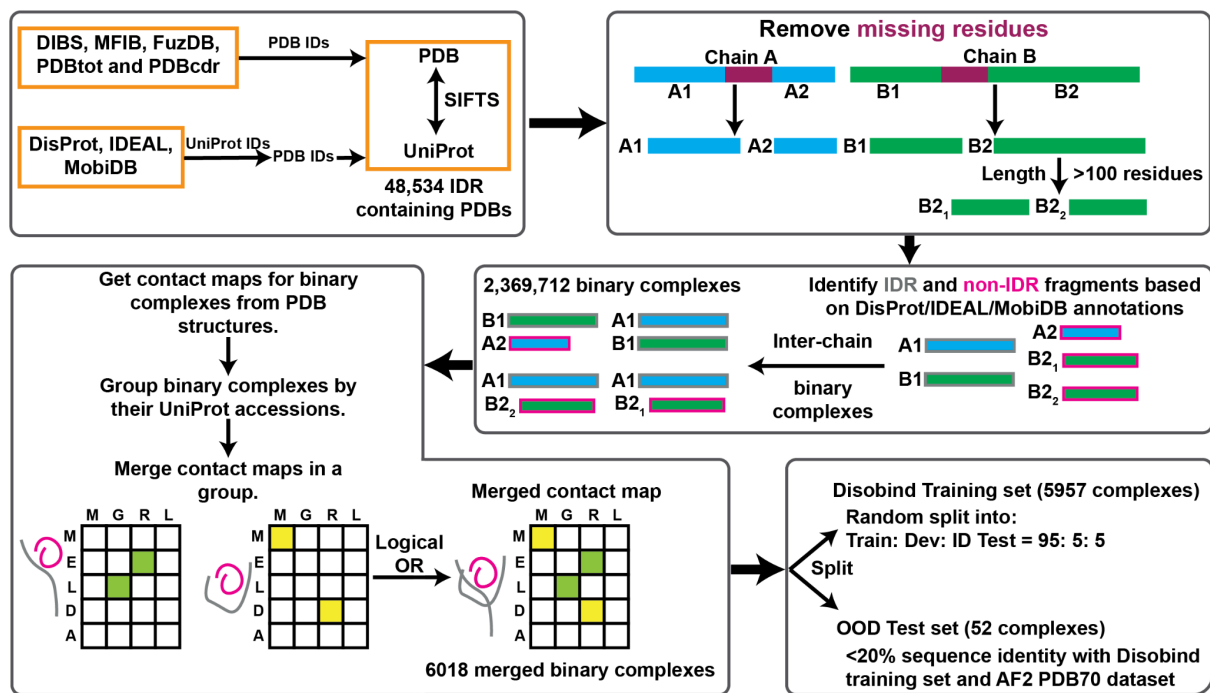 DIBS, MFIB, FuzDB,
PDBtot and PDBcdr
PDB IDs
DisProt, IDEAL,
MobiDB
UniProt IDs
PDB IDs
PDB
SIFTS
UniProt
48,534 IDR
containing PDBs
Remove missing residues
Chain A
Chain B
A1
A2
B1
B2
A1
A2
B1
B2
Length
>100 residues
B2₁
B2₂
Identify IDR and non-IDR fragments based
on DisProt/IDEAL/MobiDB annotations
A1
B1
A2
B2₁
B2₂
Inter-chain
binary
complexes
2,369,712 binary complexes
B1
A2
A1
B1
A1
B2₂
A1
B2₁
Get contact maps for binary
complexes from PDB
structures.
Group binary complexes by
their UniProt accessions.
Merge contact maps in a
group.
M G R L
M
E
L
D
A
M G R L
M
E
L
D
A
Logical
OR
Merged contact map
M G R L
M
E
L
D
A
6018 merged binary complexes
Split
Disobind Training set (5957 complexes)
Random split into:
Train: Dev: ID Test = 95: 5: 5
OOD Test set (52 complexes)
<20% sequence identity with Disobind
training set and AF2 PDB70 dataset